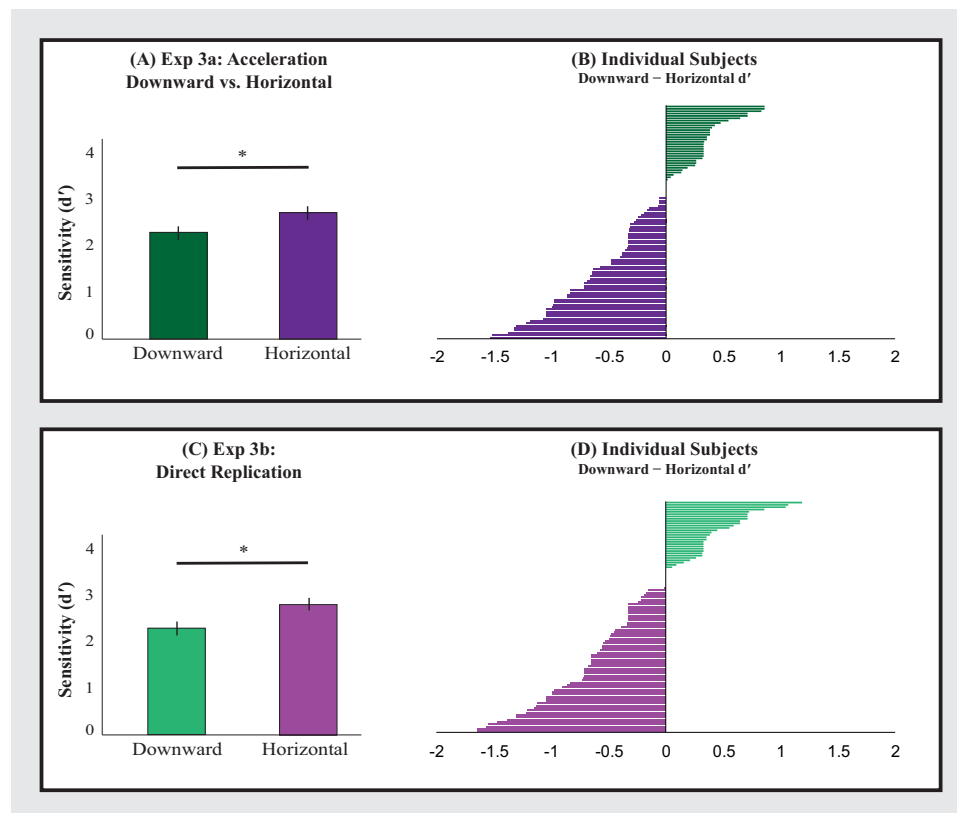 (A) Exp 3a: Acceleration
Downward vs. Horizontal
Sensitivity (d′)
4
3
2
1
0
*
Downward
Horizontal
(B) Individual Subjects
Downward − Horizontal d′
-2 -1.5 -1 -0.5 0 0.5 1 1.5 2
(C) Exp 3b:
Direct Replication
Sensitivity (d′)
4
3
2
1
0
*
Downward
Horizontal
(D) Individual Subjects
Downward − Horizontal d′
-2 -1.5 -1 -0.5 0 0.5 1 1.5 2